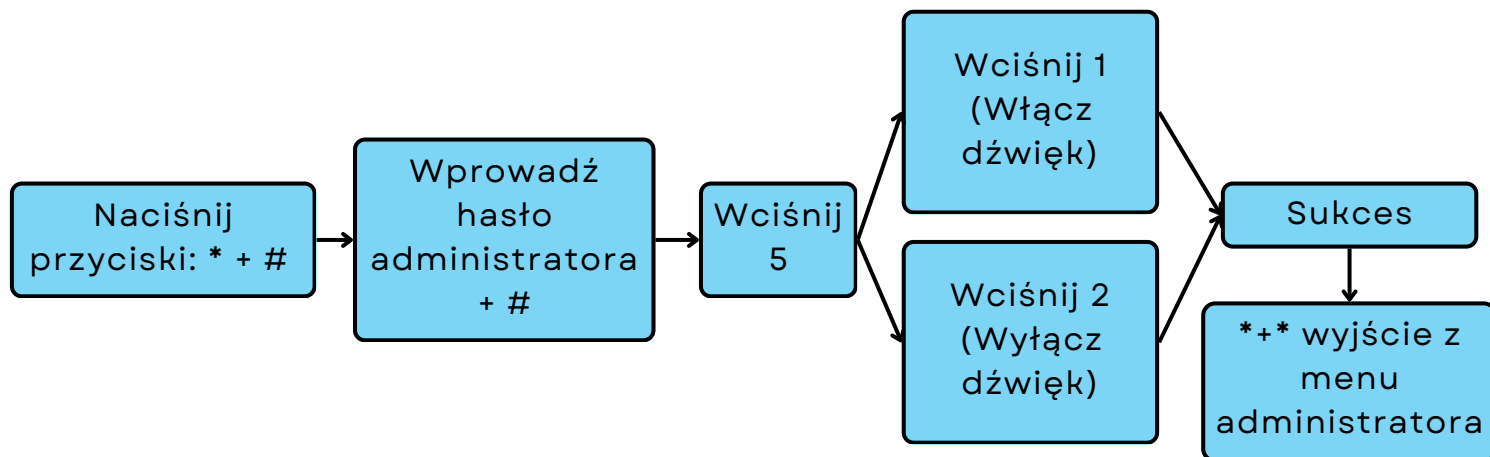 Naciśnij
przyciski: * + #
Wprowadź
hasło
administratora
+ #
Wciśnij
5
Wciśnij 1
(Włącz
dźwięk)
Wciśnij 2
(Wyłącz
dźwięk)
Sukces
*+* wyjście z
menu
administratora